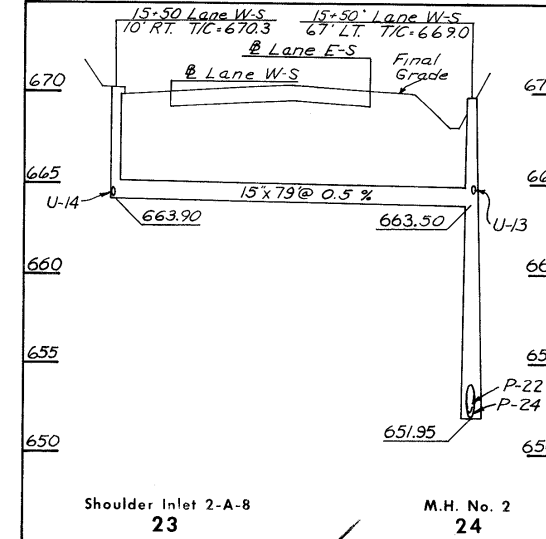 15+50 Lane W-S
10' RT. T/C=670.3
15+50' Lane W-S
67' LT. T/C=669.0
℄ Lane E-S
℄ Lane W-S
Final
Grade
670
665
660
655
650
U-14
15"x79'@ 0.5 %
663.90
663.50
U-13
P-22
P-24
651.95
Shoulder Inlet 2-A-8
23
M.H. No. 2
24